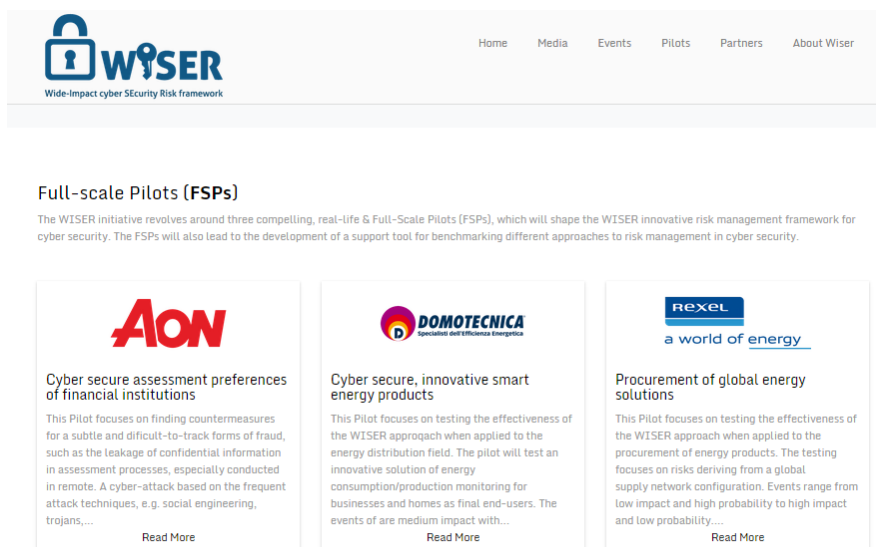 WISER
Wide-Impact cyber SEcurity Risk framework
Home Media Events Pilots Partners About Wiser
Full-scale Pilots (FSPs)
The WISER initiative revolves around three compelling, real-life & Full-Scale Pilots (FSPs), which will shape the WISER innovative risk management framework for
cyber security. The FSPs will also lead to the development of a support tool for benchmarking different approaches to risk management in cyber security.
AON
Cyber secure assessment preferences
of financial institutions
This Pilot focuses on finding countermeasures
for a subtle and dificult-to-track forms of fraud,
such as the leakage of confidential information
in assessment processes, especially conducted
in remote. A cyber-attack based on the frequent
attack techniques, e.g. social engineering,
trojans,...
Read More
D DOMOTECNICA
Specialisti dell'Efficienza Energetica
Cyber secure, innovative smart
energy products
This Pilot focuses on testing the effectiveness of
the WISER approqach when applied to the
energy distribution field. The pilot will test an
innovative solution of energy
consumption/production monitoring for
businesses and homes as final end-users. The
events of are medium impact with...
Read More
REXEL
a world of energy
Procurement of global energy
solutions
This Pilot focuses on testing the effectiveness of
the WISER approach when applied to the
procurement of energy products. The testing
focuses on risks deriving from a global
supply network configuration. Events range from
low impact and high probability to high impact
and low probability....
Read More